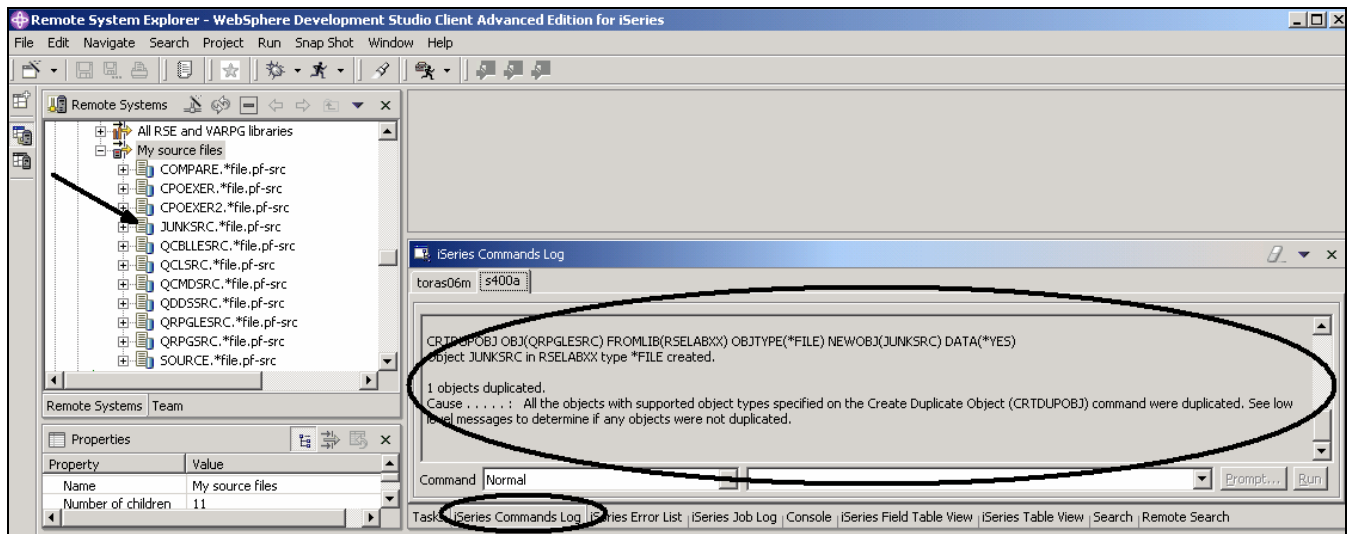 Remote System Explorer - WebSphere Development Studio Client Advanced Edition for iSeries
File Edit Navigate Search Project Run Snap Shot Window Help
Remote Systems
All RSE and VARPG libraries
My source files
COMPARE.*file.pf-src
CPOEXER.*file.pf-src
CPOEXER2.*file.pf-src
JUNKSRC.*file.pf-src
QCBLLESRC.*file.pf-src
QCLSRC.*file.pf-src
QCMDSRC.*file.pf-src
QDDSSRC.*file.pf-src
QRPGLESRC.*file.pf-src
QRPGSRC.*file.pf-src
SOURCE.*file.pf-src
Remote Systems Team
Properties
Property Value
Name My source files
Number of children 11
iSeries Commands Log
toras06m s400a
CRTDUPOBJ OBJ(QRPGLESRC) FROMLIB(RSELABXX) OBJTYPE(*FILE) NEWOBJ(JUNKSRC) DATA(*YES)
Object JUNKSRC in RSELABXX type *FILE created.
1 objects duplicated.
Cause . . . . . : All the objects with supported object types specified on the Create Duplicate Object (CRTDUPOBJ) command were duplicated. See low
level messages to determine if any objects were not duplicated.
Command Normal Prompt... Run
Tasks iSeries Commands Log iSeries Error List iSeries Job Log Console iSeries Field Table View iSeries Table View Search Remote Search